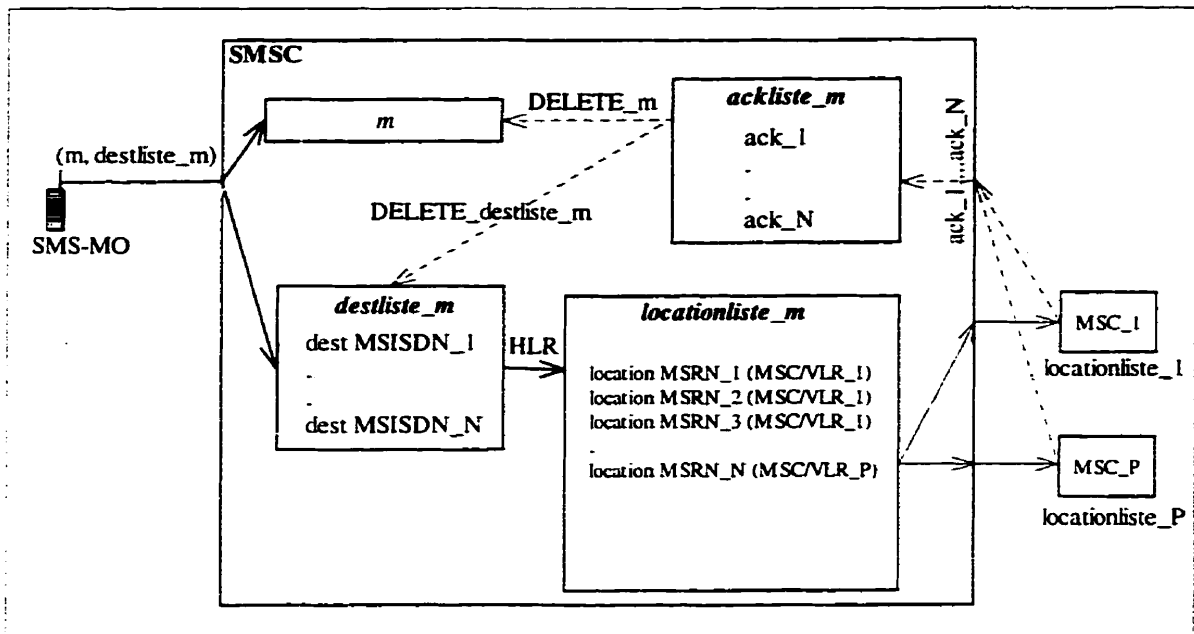 SMSC
(m, destliste_m)
SMS-MO
m
DELETE_m
DELETE_destliste_m
ackliste_m
ack_1
.
.
ack_N
ack_1 ....ack_N
destliste_m
dest MSISDN_1
.
.
dest MSISDN_N
HLR
locationliste_m
location MSRN_1 (MSC/VLR_1)
location MSRN_2 (MSC/VLR_1)
location MSRN_3 (MSC/VLR_1)
.
location MSRN_N (MSC/VLR_P)
MSC_1
locationliste_1
MSC_P
locationliste_P